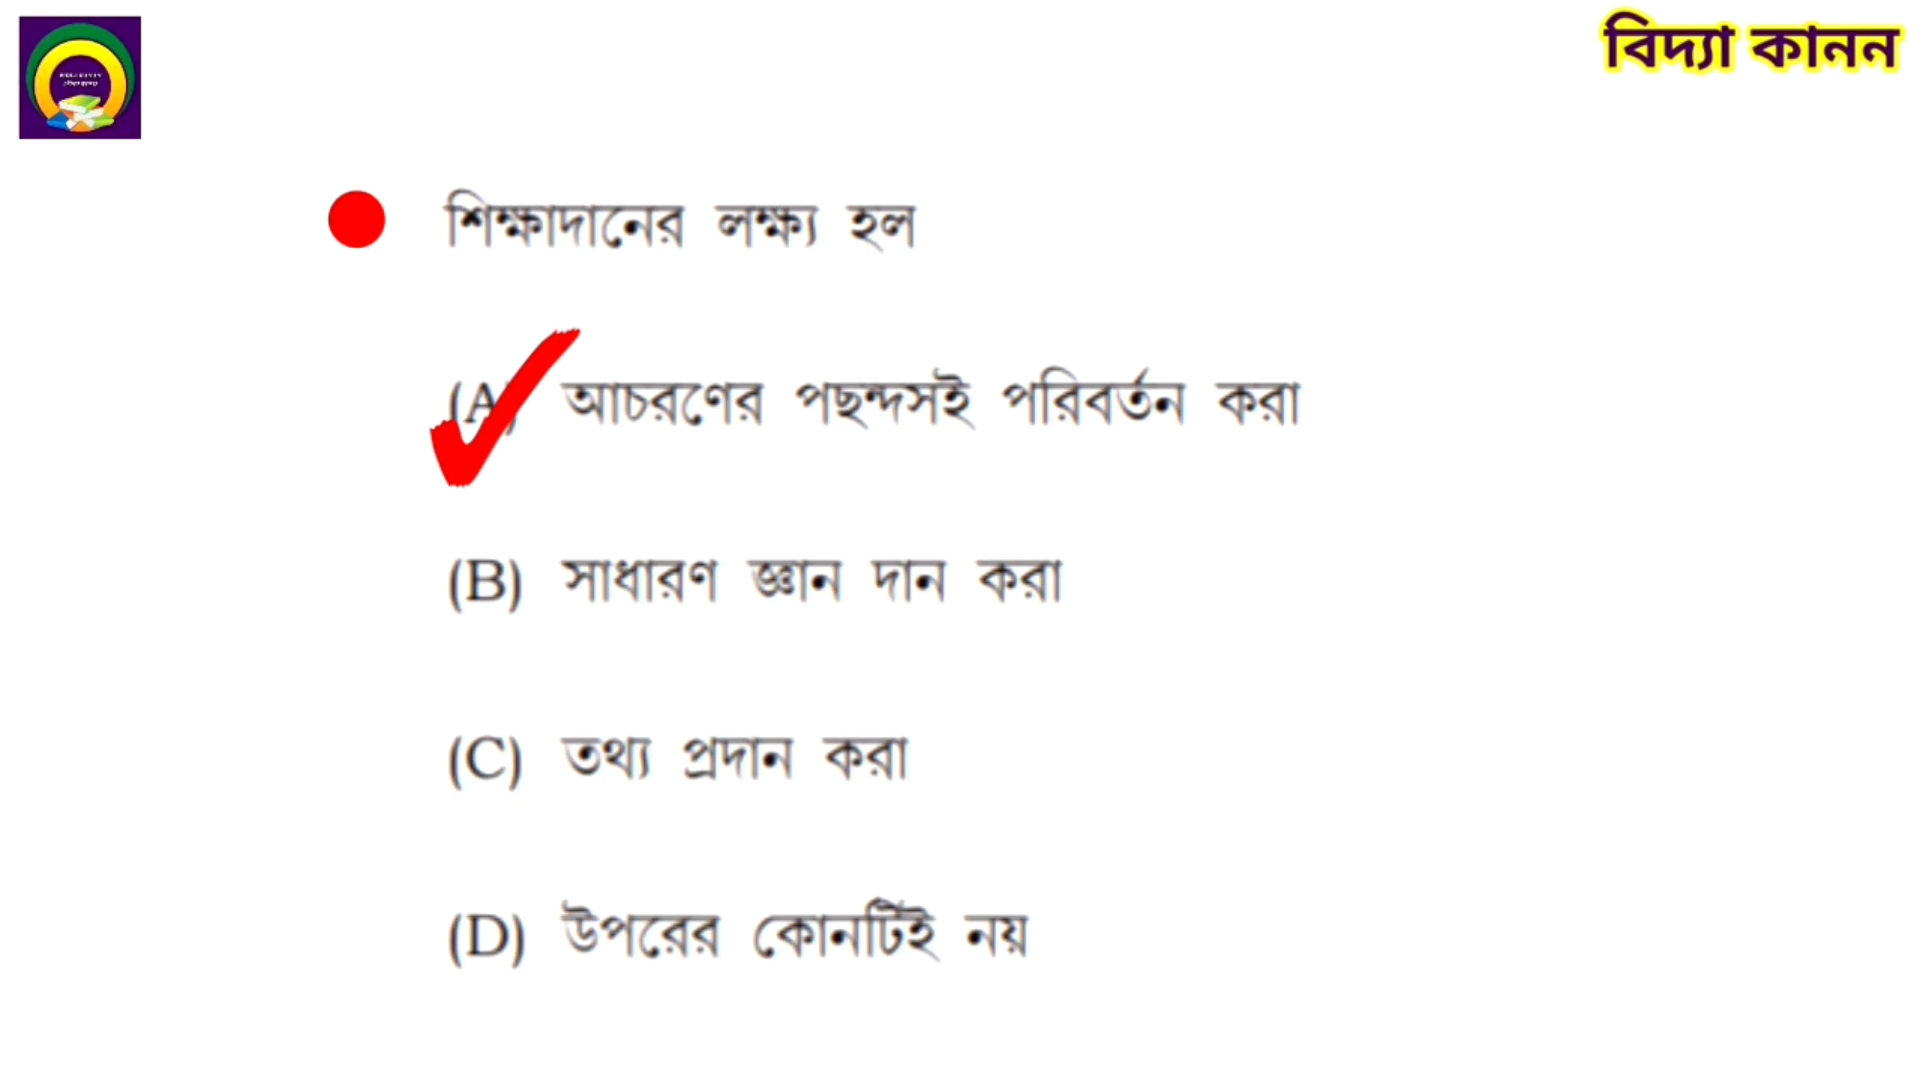 বিদ্যা কানন
শিক্ষাদানের লক্ষ্য হল
(A) আচরণের পছন্দসই পরিবর্তন করা
(B) সাধারণ জ্ঞান দান করা
(C) তথ্য প্রদান করা
(D) উপরের কোনটিই নয়